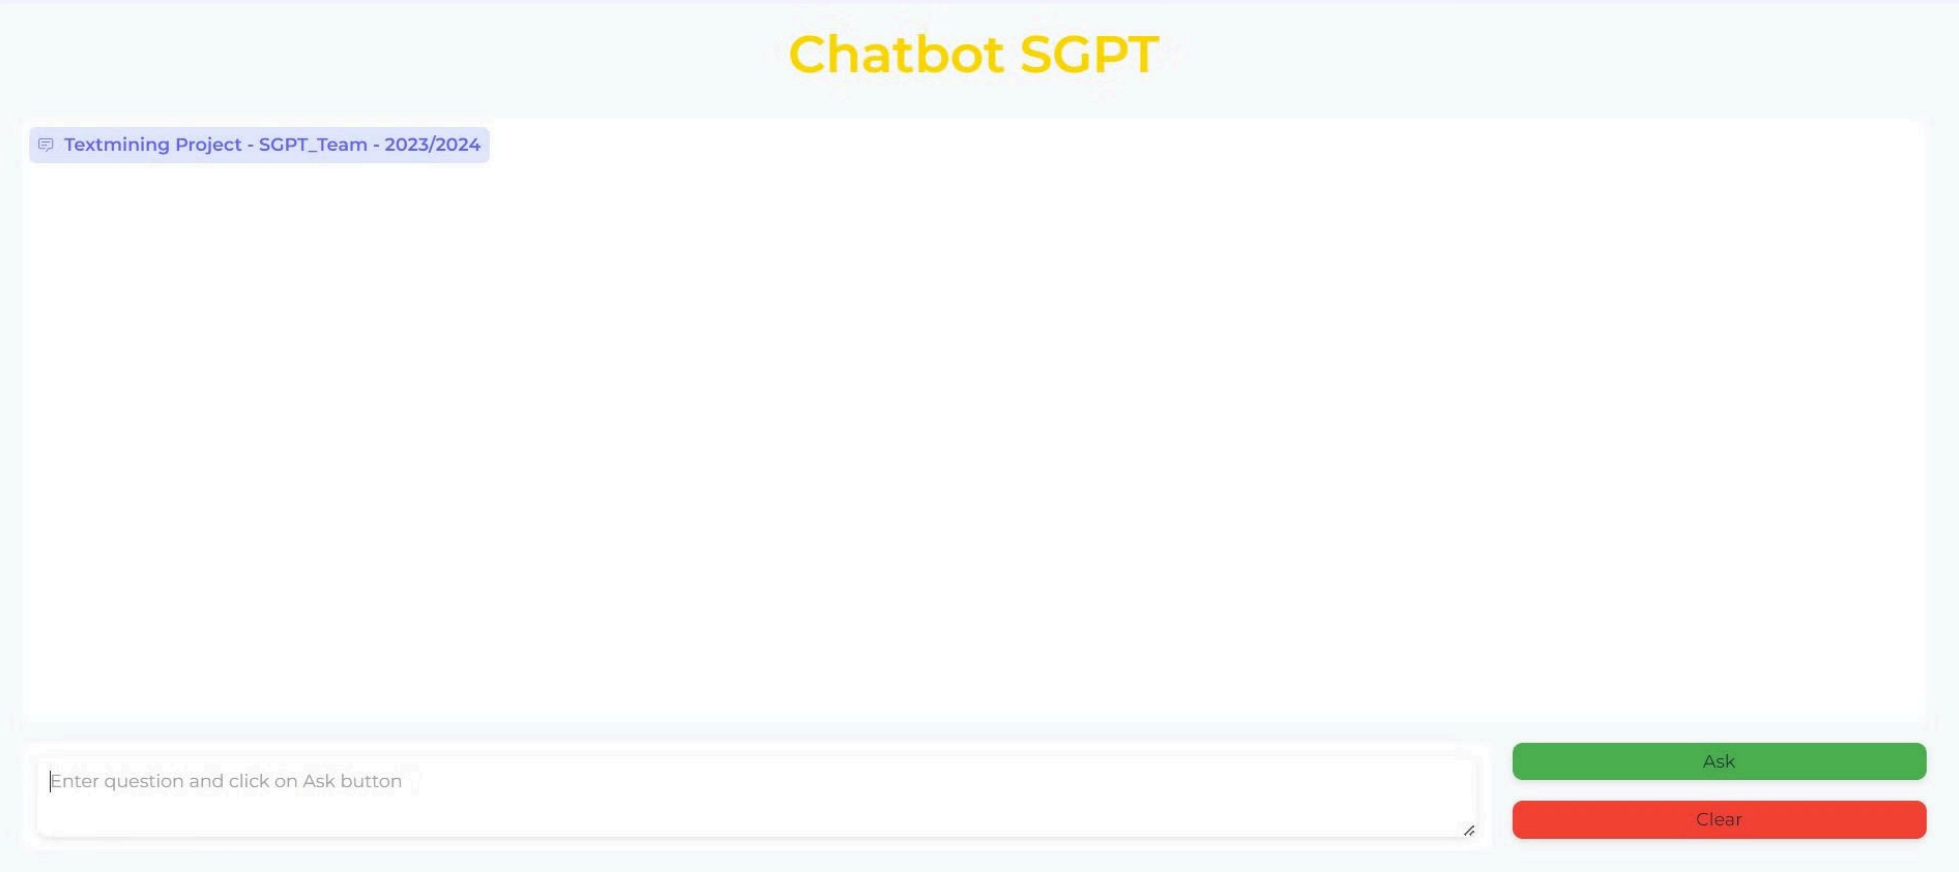 Chatbot SGPT
Textmining Project - SGPT_Team - 2023/2024
Enter question and click on Ask button
Ask
Clear